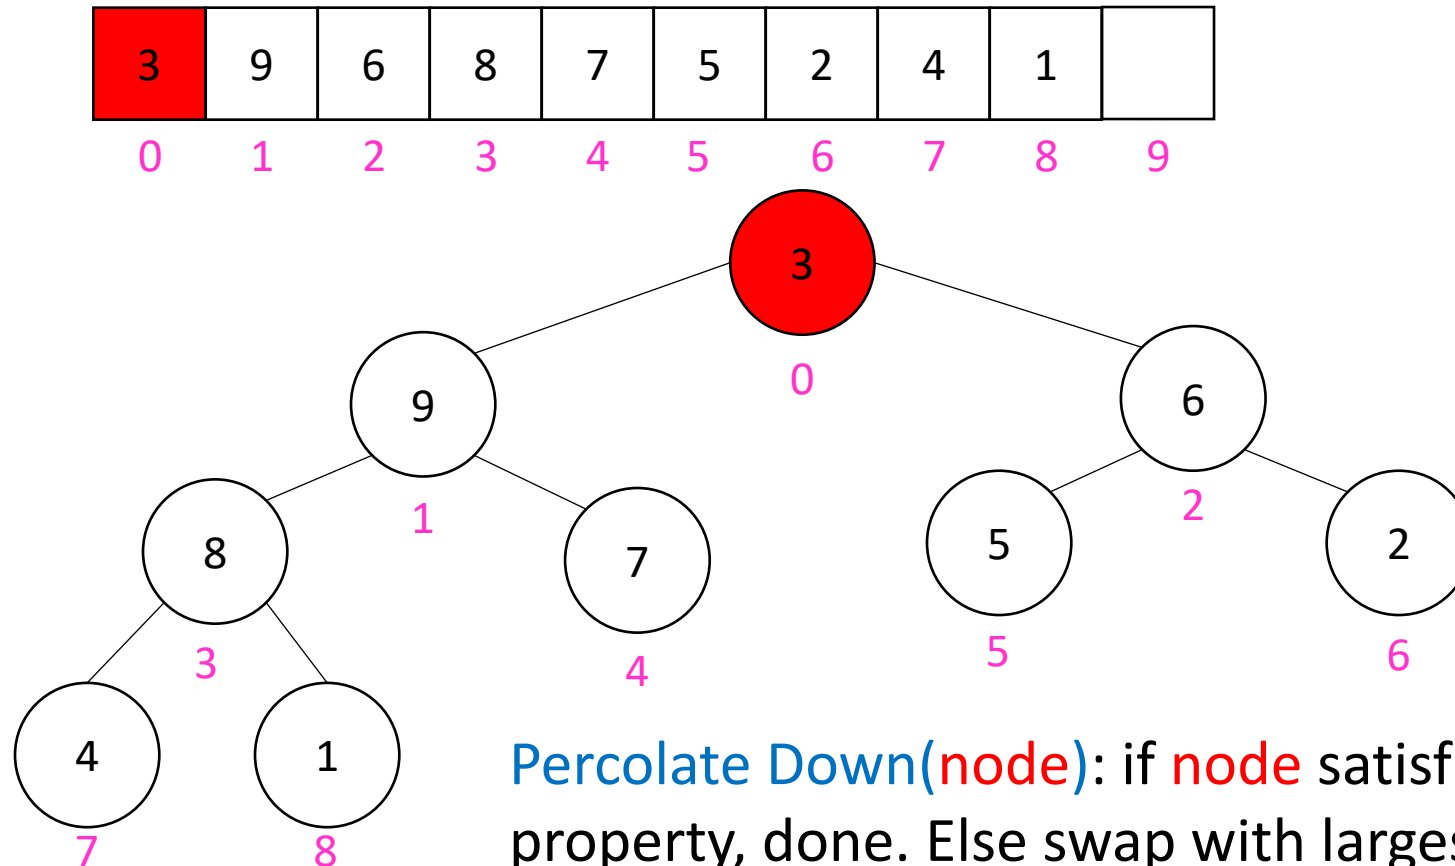 3 9 6 8 7 5 2 4 1
0 1 2 3 4 5 6 7 8 9
3
0
9 6
1 2
8 7 5 2
3 4 5 6
4 1
7 8
Percolate Down(node): if node satisf
property, done. Else swap with larges